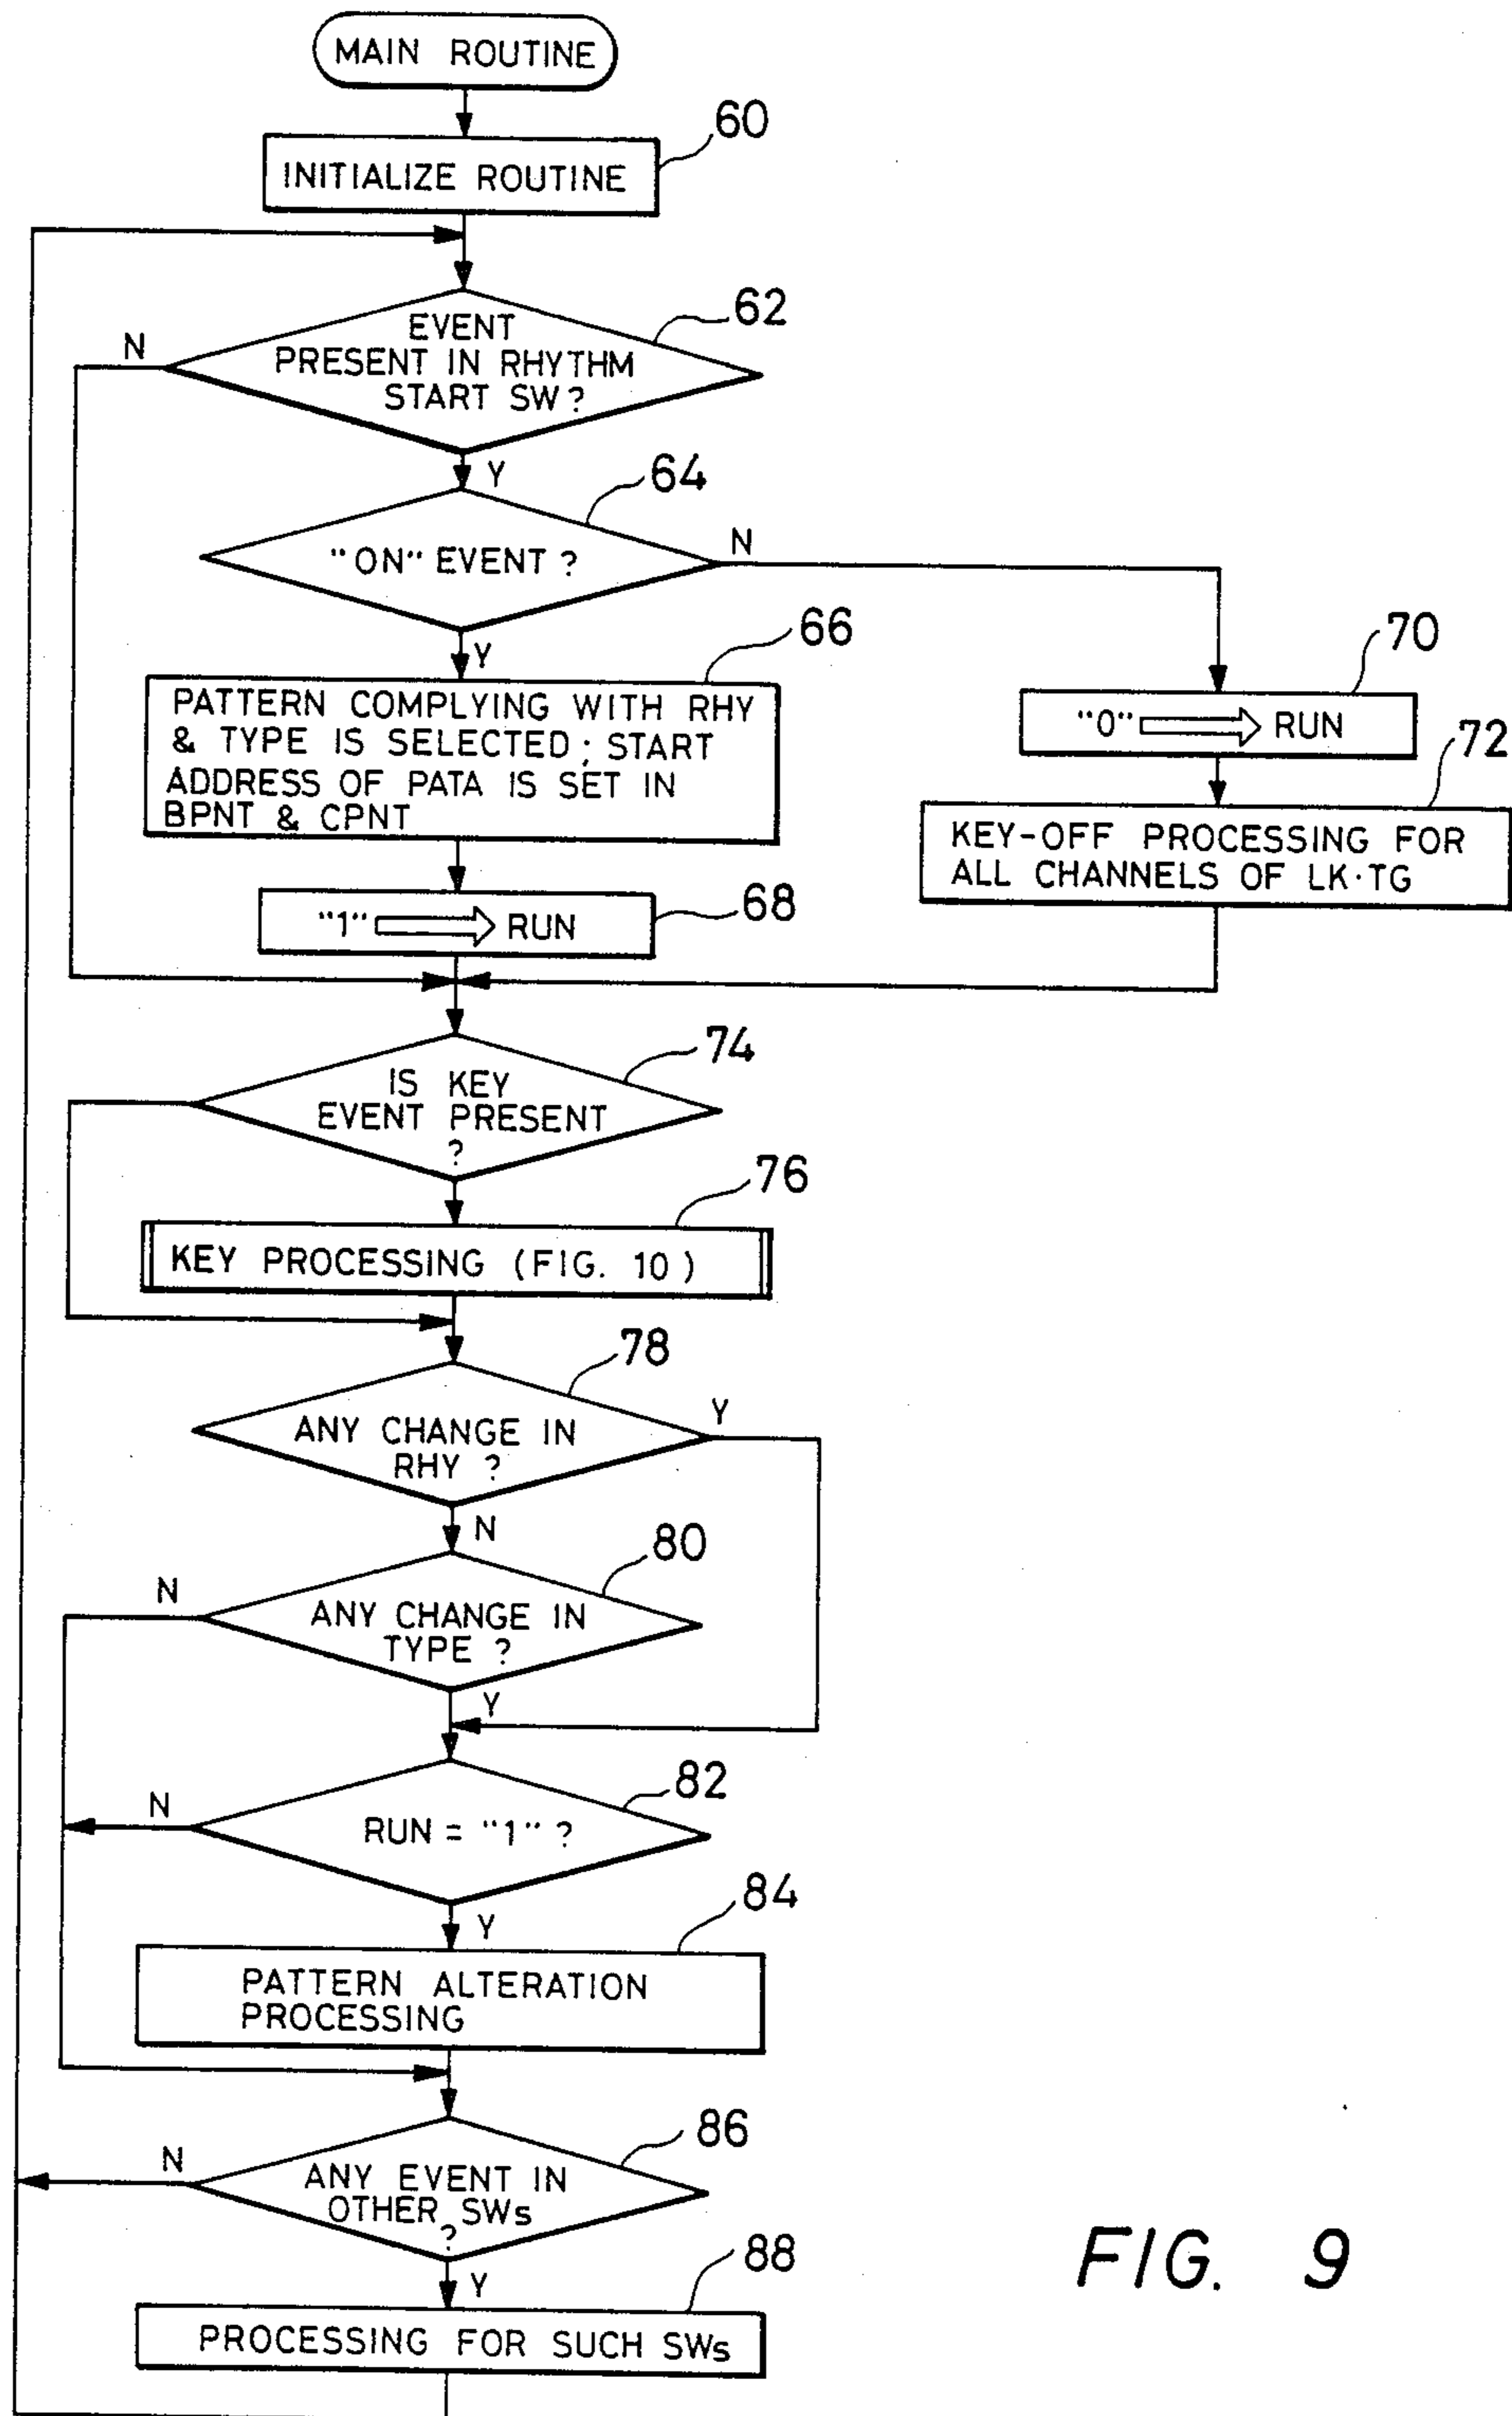 MAIN ROUTINE
60
INITIALIZE ROUTINE
62
N
EVENT
PRESENT IN RHYTHM
START SW?
Y
64
"ON" EVENT ?
N
Y
66
PATTERN COMPLYING WITH RHY
& TYPE IS SELECTED ; START
ADDRESS OF PATA IS SET IN
BPNT & CPNT
70
"0" RUN
72
KEY-OFF PROCESSING FOR
ALL CHANNELS OF LK·TG
"1" RUN
68
74
IS KEY
EVENT PRESENT
?
76
KEY PROCESSING (FIG. 10)
78
ANY CHANGE IN
RHY ?
Y
N
80
N
ANY CHANGE IN
TYPE ?
Y
82
N
RUN = "1" ?
84
Y
PATTERN ALTERATION
PROCESSING
86
N
ANY EVENT IN
OTHER SWs
?
Y
88
PROCESSING FOR SUCH SWs
FIG. 9